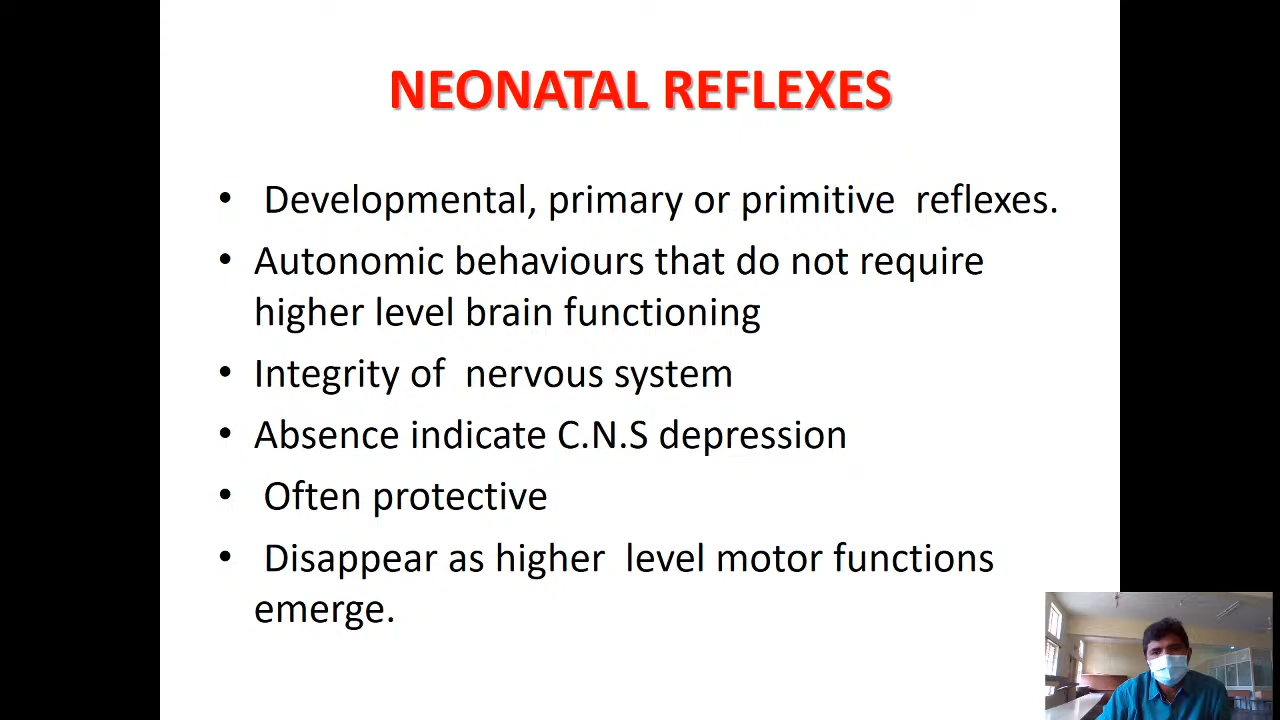 NEONATAL REFLEXES
• Developmental, primary or primitive reflexes.
• Autonomic behaviours that do not require
higher level brain functioning
• Integrity of nervous system
• Absence indicate C.N.S depression
• Often protective
• Disappear as higher level motor functions
emerge.